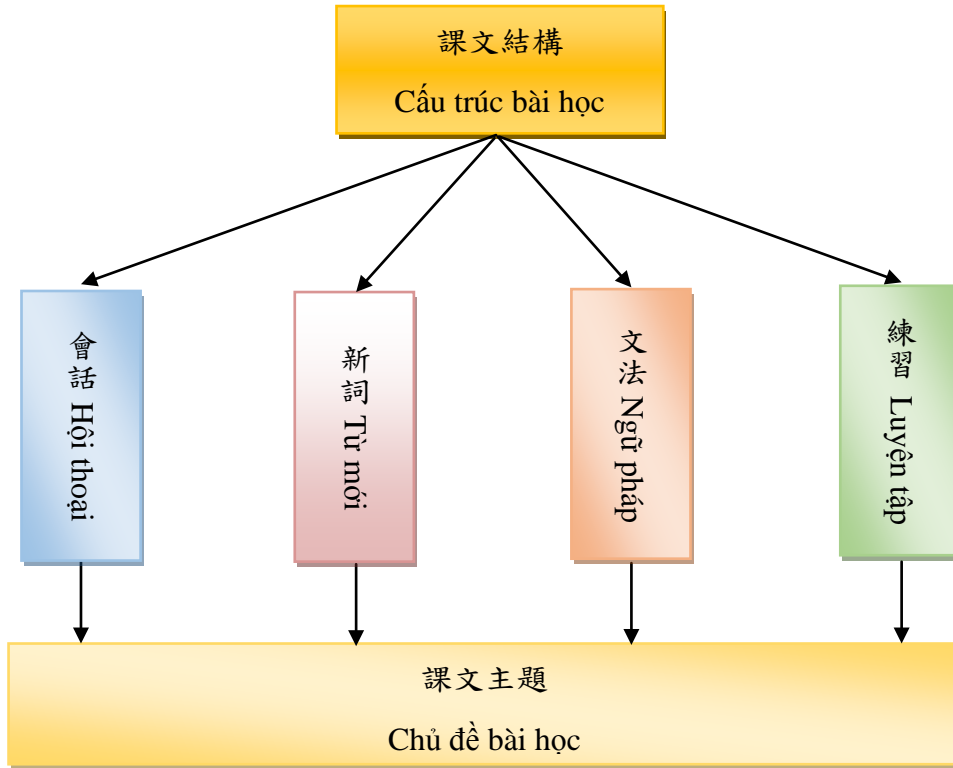 課文結構
Cấu trúc bài học
會話 Hội thoại
新詞 Từ mới
文法 Ngữ pháp
練習 Luyện tập
課文主題
Chủ đề bài học